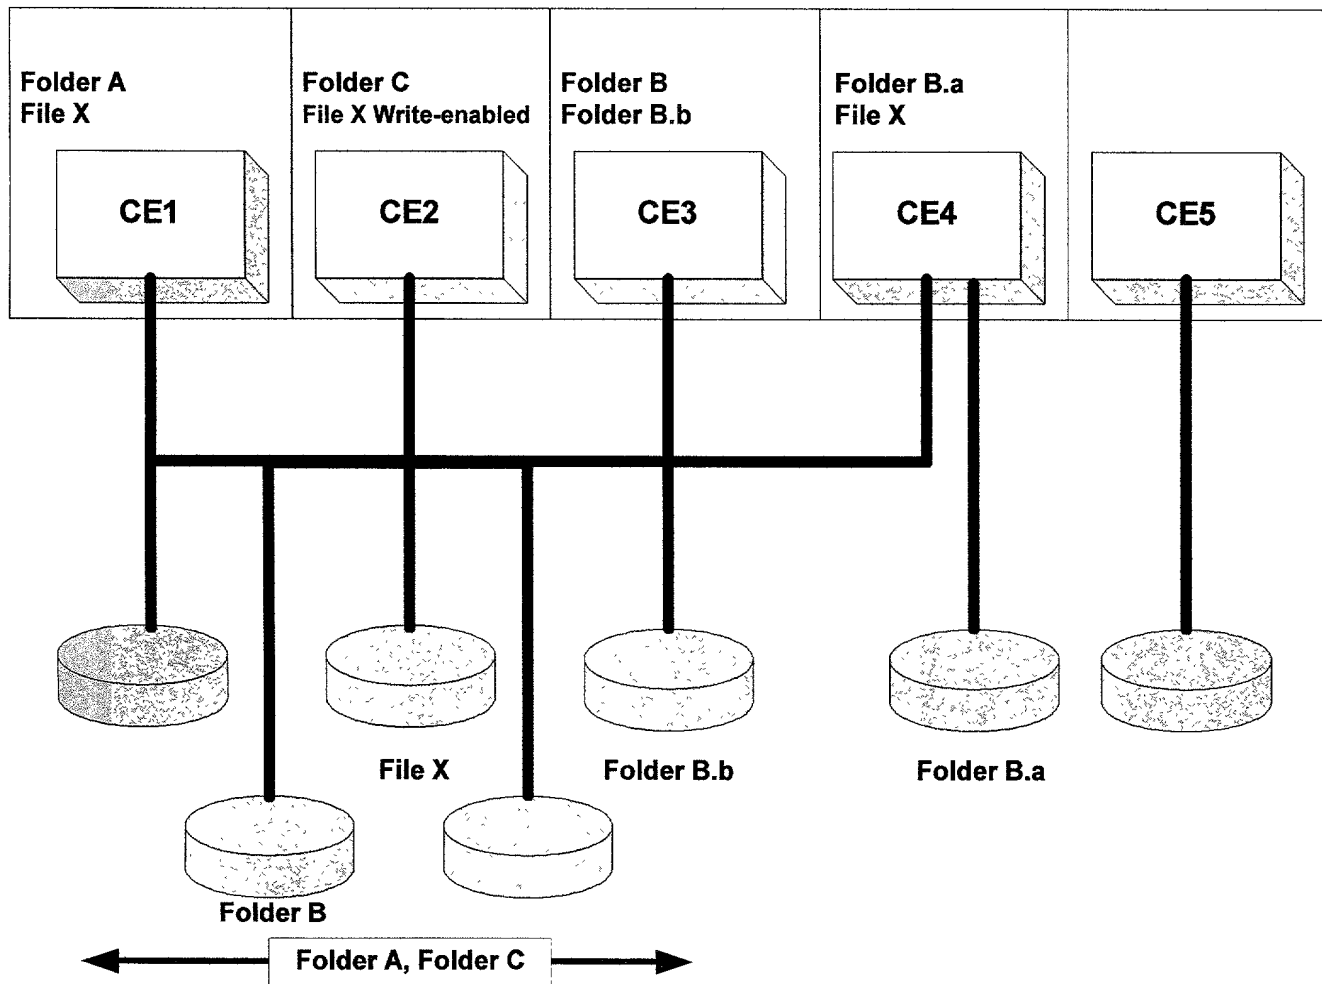 Folder A
File X
Folder C
File X Write-enabled
Folder B
Folder B.b
Folder B.a
File X
CE1
CE2
CE3
CE4
CE5
File X
Folder B.b
Folder B.a
Folder B
Folder A, Folder C